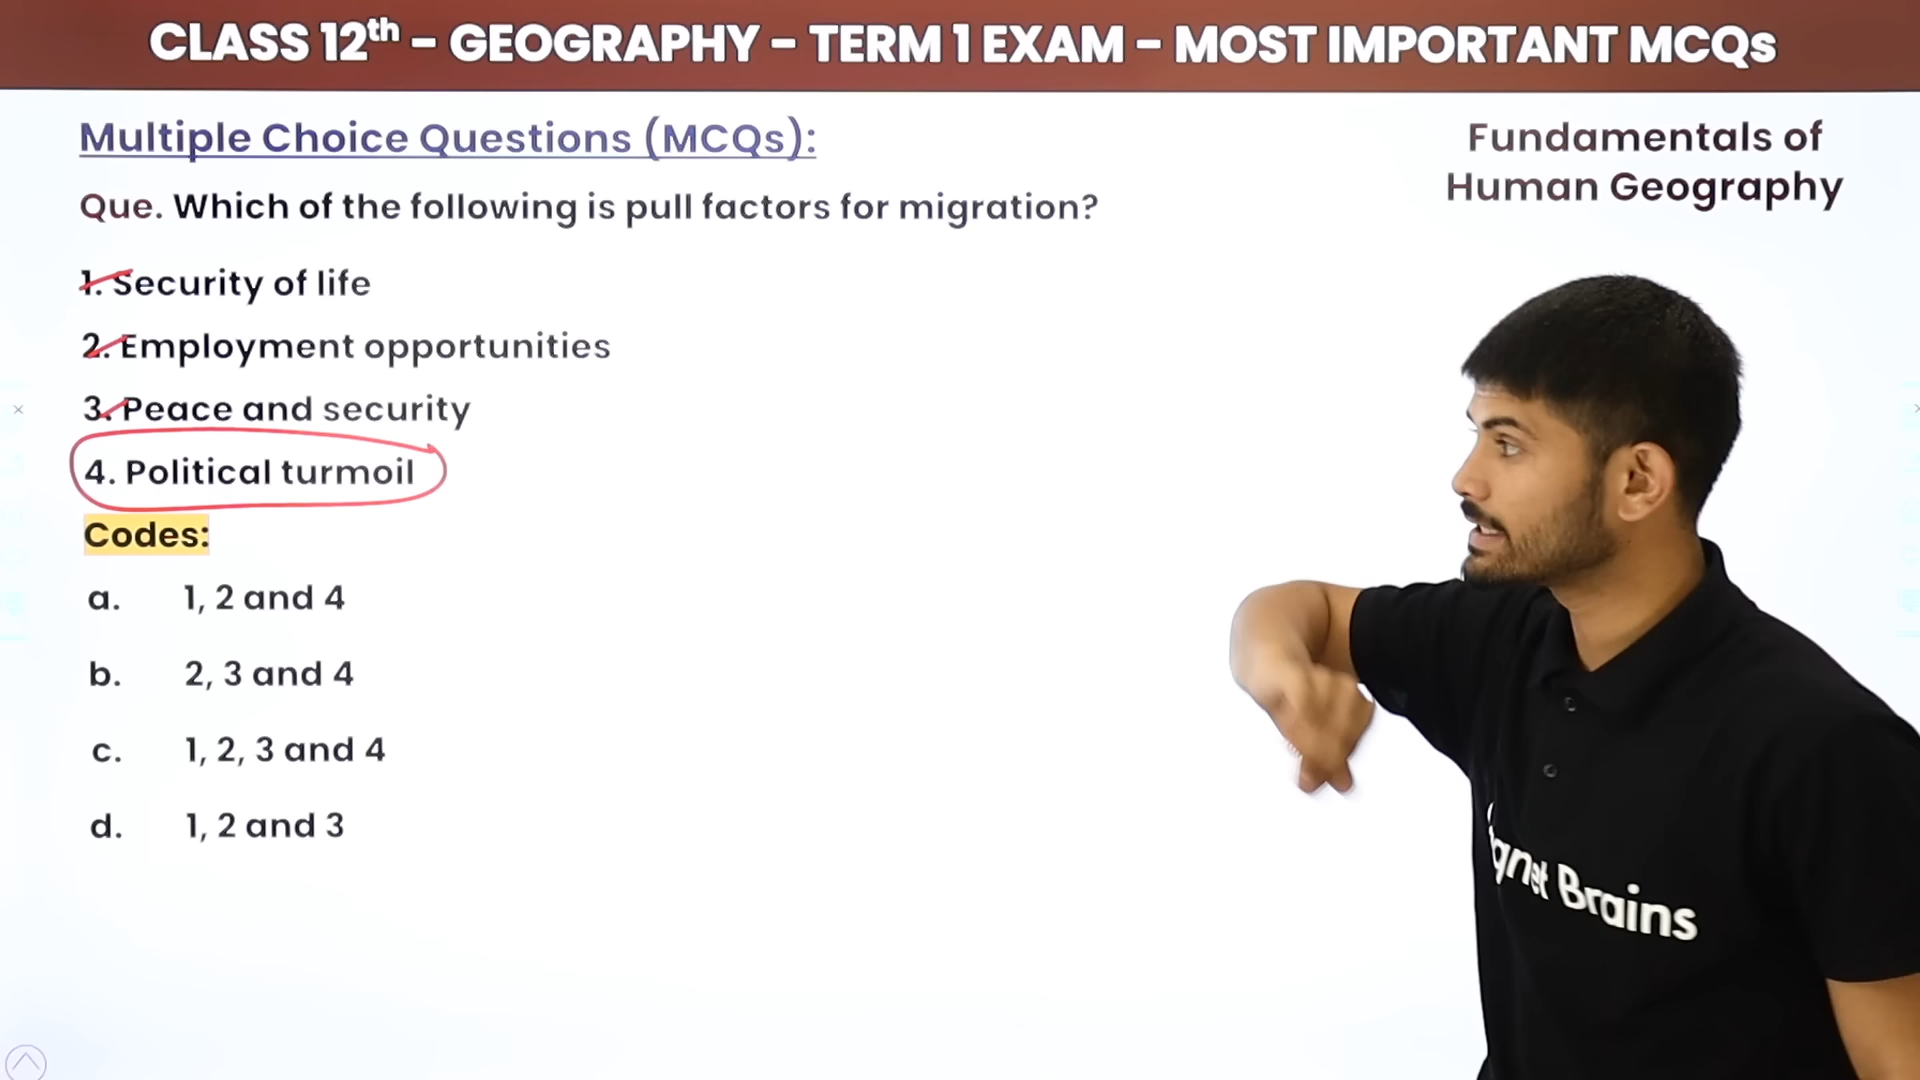 CLASS 12th - GEOGRAPHY - TERM 1 EXAM - MOST IMPORTANT MCQs
Multiple Choice Questions (MCQs):
Fundamentals of
Human Geography
Que. Which of the following is pull factors for migration?
1. Security of life
2. Employment opportunities
3. Peace and security
4. Political turmoil
Codes:
a. 1, 2 and 4
b. 2, 3 and 4
c. 1, 2, 3 and 4
d. 1, 2 and 3
gnet Brains